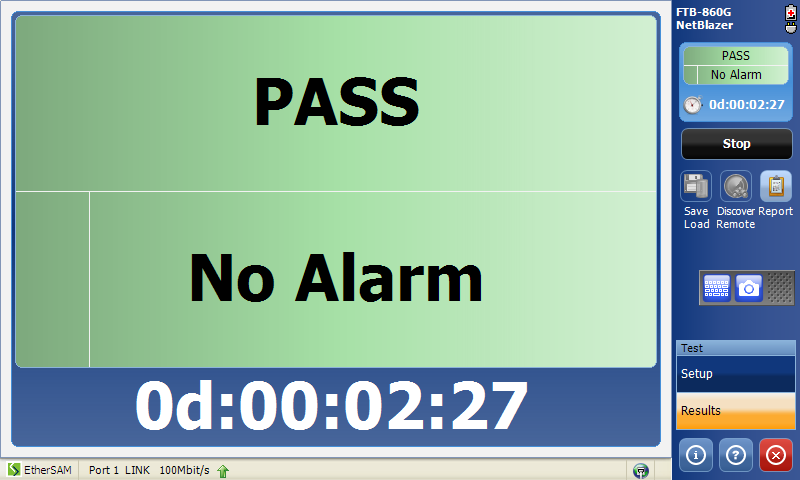 PASS
No Alarm
0d:00:02:27
EtherSAM Port 1 LINK 100Mbit/s
FTB-860G
NetBlazer
PASS
No Alarm
0d:00:02:27
Stop
Save
Load
Discover
Remote
Report
Test
Setup
Results